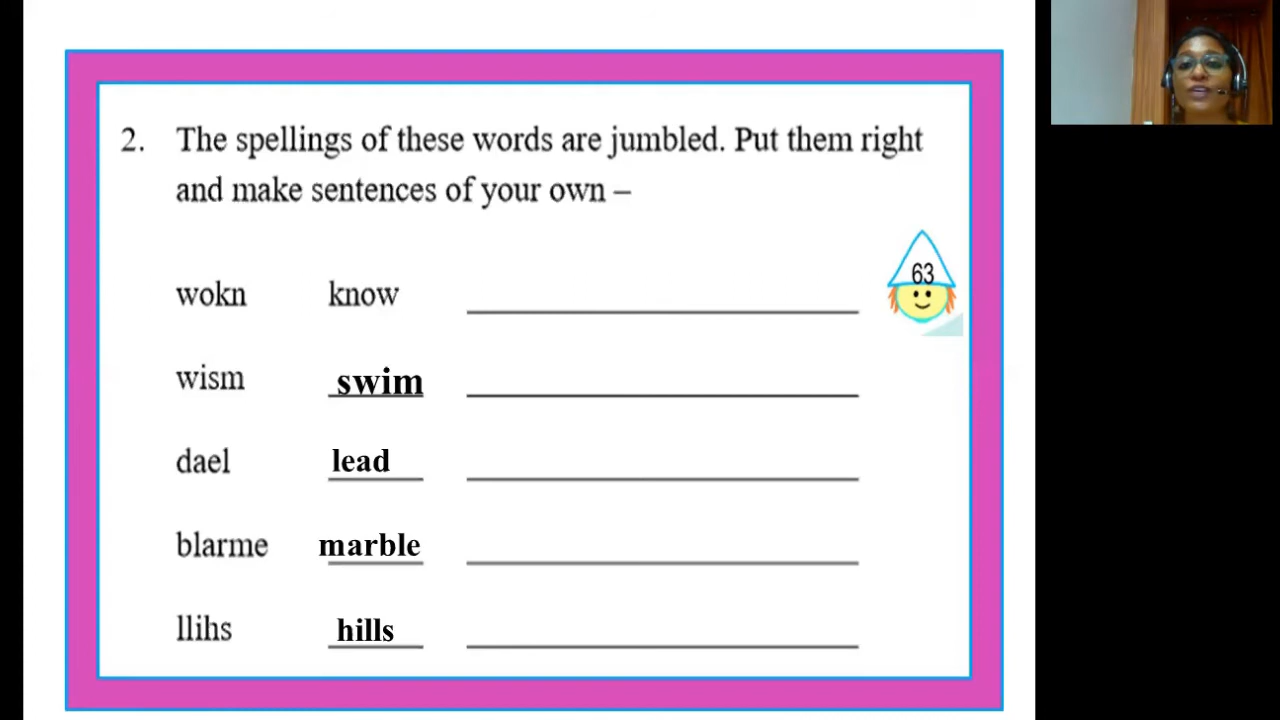 2. The spellings of these words are jumbled. Put them right
and make sentences of your own –
63
wokn know
wism swim
dael lead
blarme marble
llihs hills